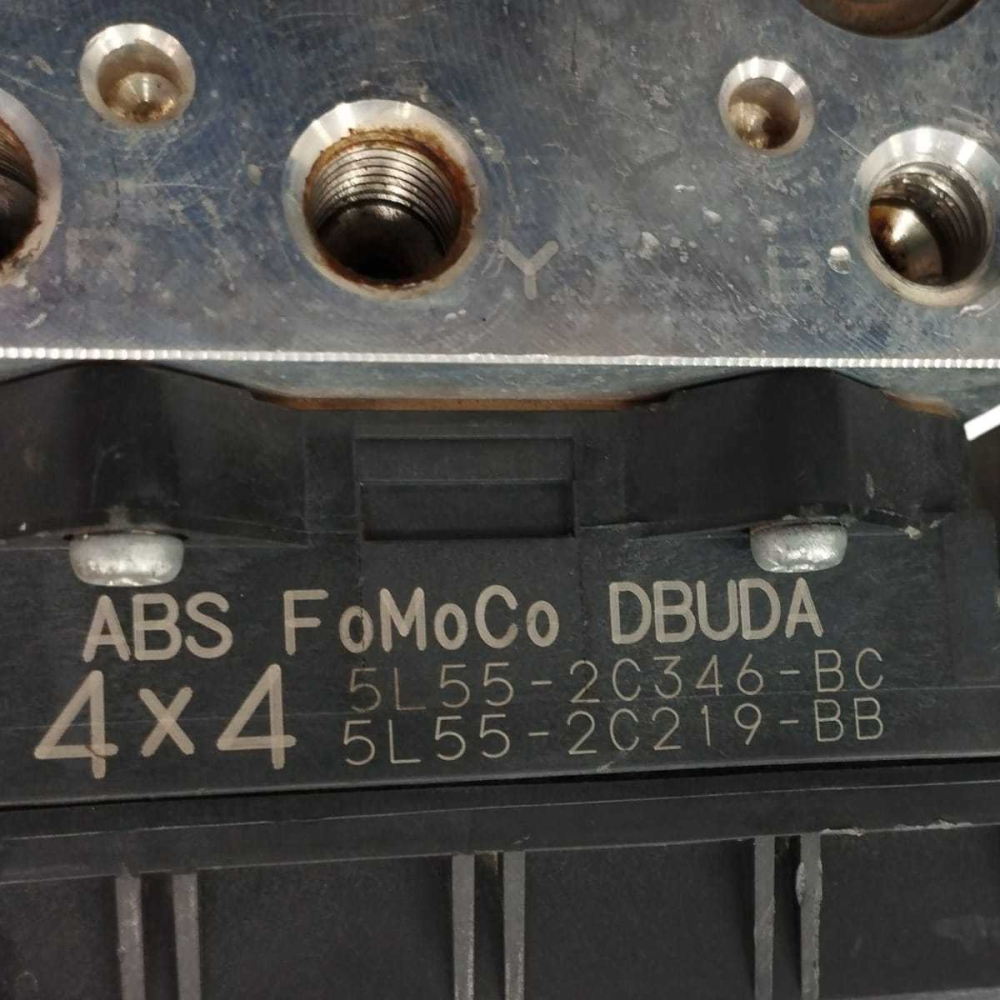 R Y B
ABS FoMoCo DBUDA
4x4 5L55-2C346-BC
5L55-2C219-BB